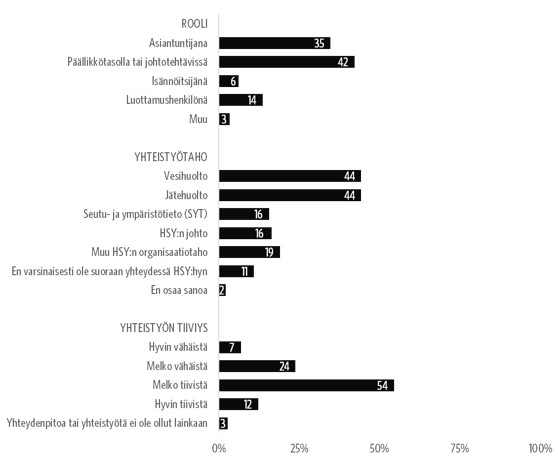 ROOLI
Asiantuntijana 35
Päällikkötasolla tai johtotehtävissä 42
Isännöitsijänä 6
Luottamushenkilönä 14
Muu 3
YHTEISTYÖTAHO
Vesihuolto 44
Jätehuolto 44
Seutu- ja ympäristötieto (SYT) 16
HSY:n johto 16
Muu HSY:n organisaatiotaho 19
En varsinaisesti ole suoraan yhteydessä HSY:hyn 11
En osaa sanoa 2
YHTEISTYÖN TIIVIYS
Hyvin vähäistä 7
Melko vähäistä 24
Melko tiivistä 54
Hyvin tiivistä 12
Yhteydenpitoa tai yhteistyötä ei ole ollut lainkaan 3
0% 25% 50% 75% 100%